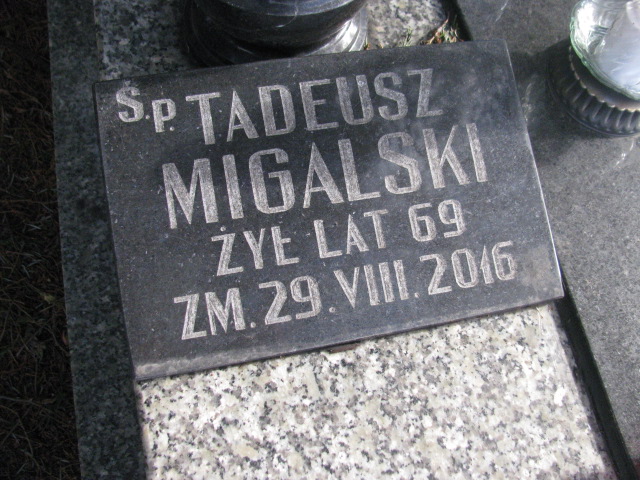 Ś.P. TADEUSZ
MIGALSKI
ŻYŁ LAT 69
ZM. 29. VIII. 2016